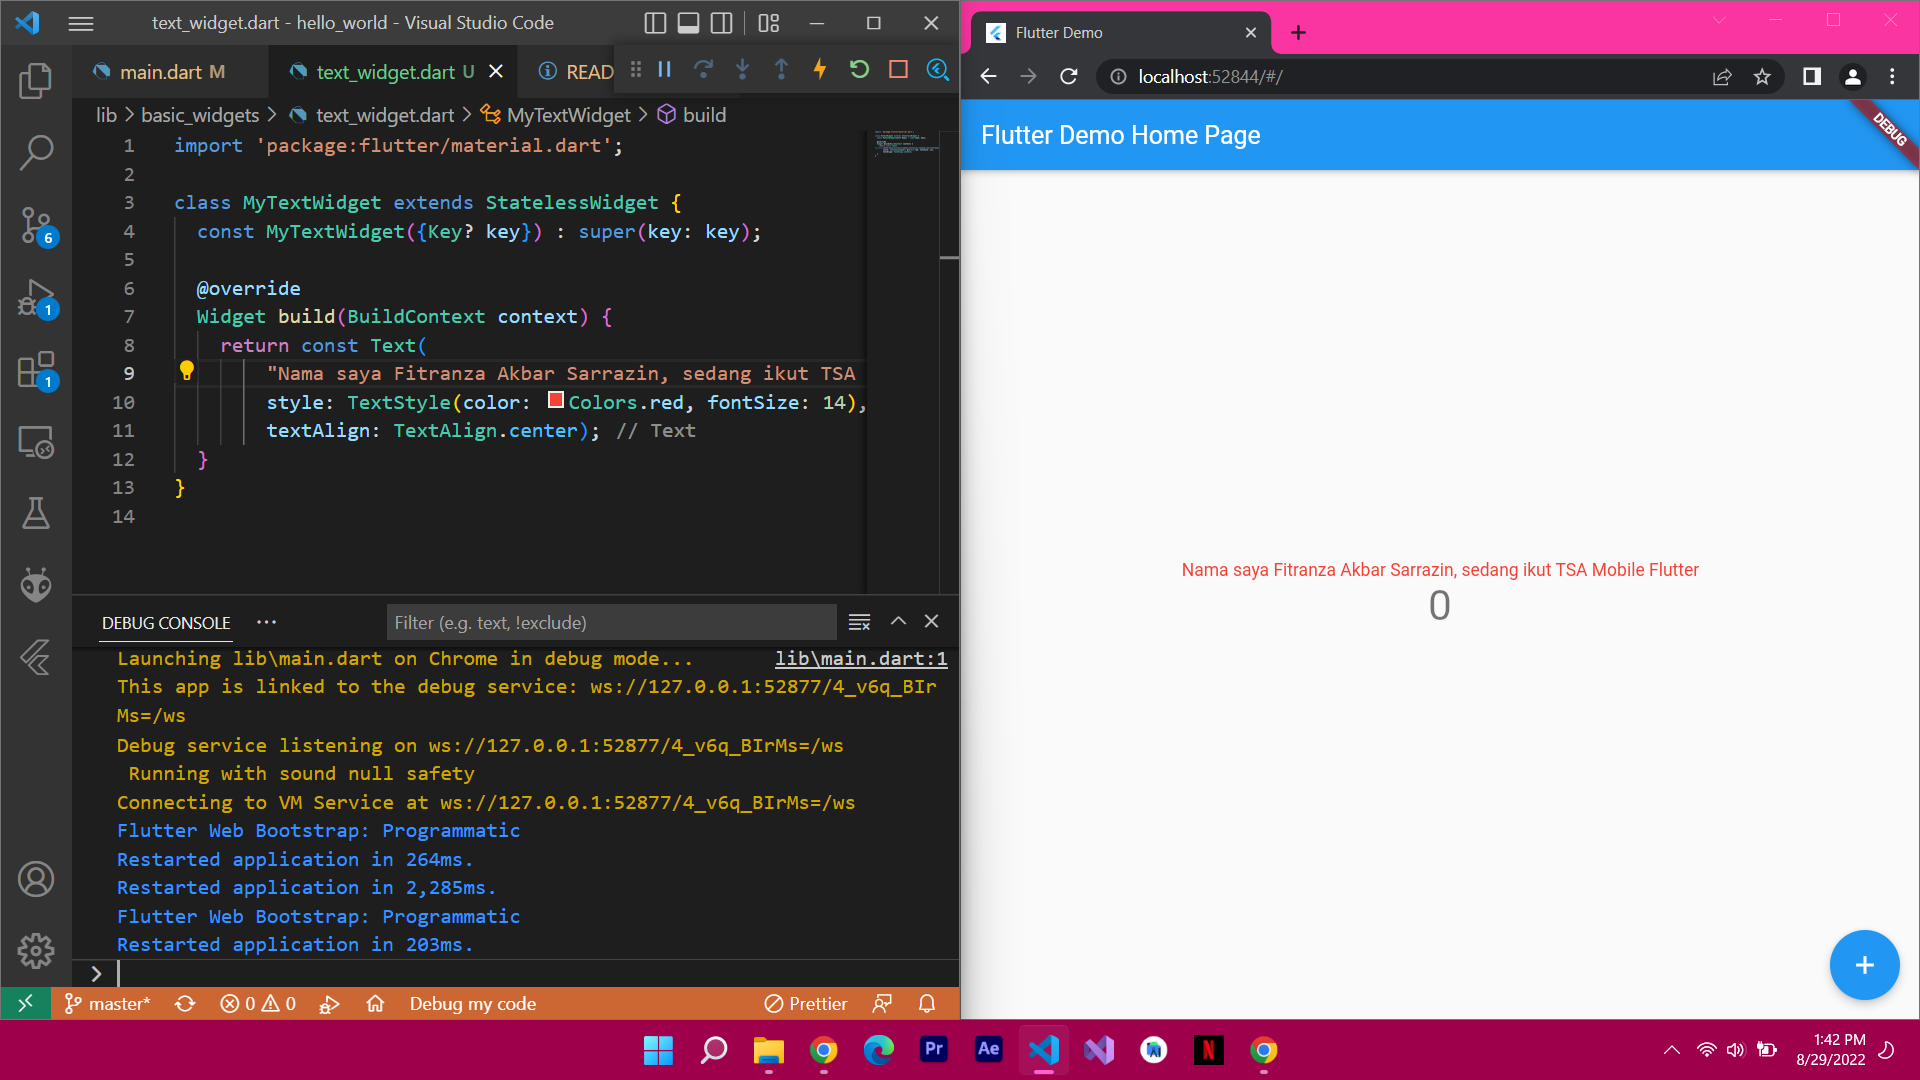 text_widget.dart - hello_world - Visual Studio Code
main.dart M
text_widget.dart U
READ
lib > basic_widgets > text_widget.dart > MyTextWidget > build
1 import 'package:flutter/material.dart';
2
3 class MyTextWidget extends StatelessWidget {
4 const MyTextWidget({Key? key}) : super(key: key);
5
6 @override
7 Widget build(BuildContext context) {
8 return const Text(
9 "Nama saya Fitranza Akbar Sarrazin, sedang ikut TSA
10 style: TextStyle(color: Colors.red, fontSize: 14),
11 textAlign: TextAlign.center); // Text
12 }
13 }
14
6
1
1
DEBUG CONSOLE ...
Filter (e.g. text, !exclude)
Launching lib\main.dart on Chrome in debug mode... lib\main.dart:1
This app is linked to the debug service: ws://127.0.0.1:52877/4_v6q_BIr
Ms=/ws
Debug service listening on ws://127.0.0.1:52877/4_v6q_BIrMs=/ws
Running with sound null safety
Connecting to VM Service at ws://127.0.0.1:52877/4_v6q_BIrMs=/ws
Flutter Web Bootstrap: Programmatic
Restarted application in 264ms.
Restarted application in 2,285ms.
Flutter Web Bootstrap: Programmatic
Restarted application in 203ms.
>
master* 0 0 Debug my code Prettier
Flutter Demo
localhost:52844/#/
Flutter Demo Home Page
DEBUG
Nama saya Fitranza Akbar Sarrazin, sedang ikut TSA Mobile Flutter
0
+
Pr
Ae
N
1:42 PM
8/29/2022